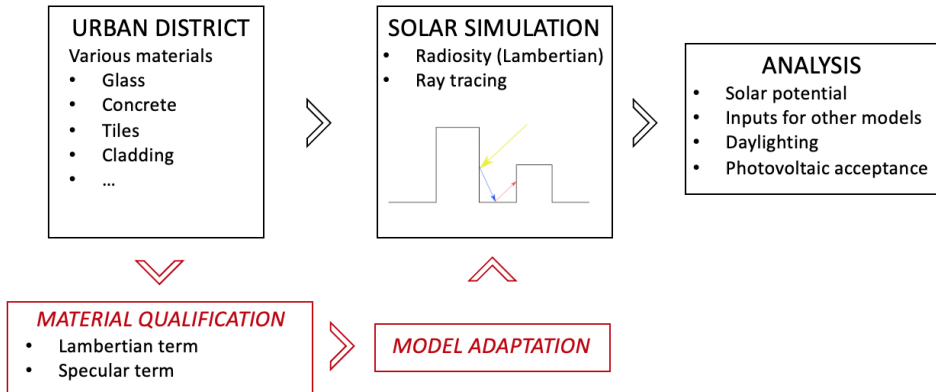 URBAN DISTRICT
Various materials
• Glass
• Concrete
• Tiles
• Cladding
• ...
SOLAR SIMULATION
• Radiosity (Lambertian)
• Ray tracing
ANALYSIS
• Solar potential
• Inputs for other models
• Daylighting
• Photovoltaic acceptance
MATERIAL QUALIFICATION
• Lambertian term
• Specular term
MODEL ADAPTATION